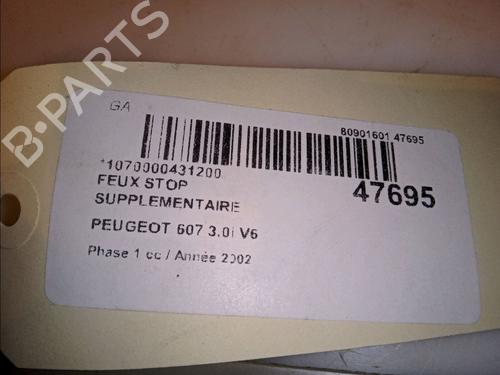 GA
80901601 47695
*1070000431200
47695
FEUX STOP
SUPPLEMENTAIRE
PEUGEOT 607 3.0i V6
Phase 1 cc / Année 2002
B-PARTS